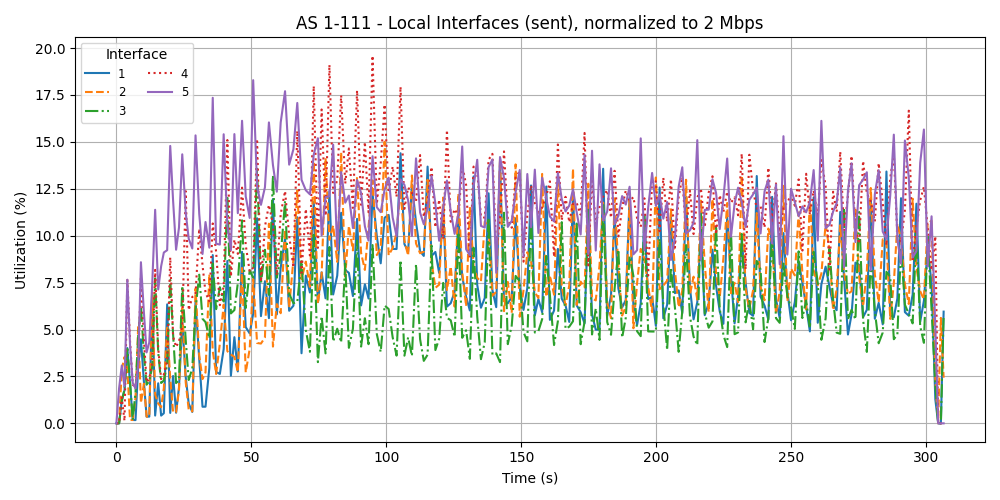 AS 1-111 - Local Interfaces (sent), normalized to 2 Mbps
Interface
1
2
3
4
5
Utilization (%)
20.0
17.5
15.0
12.5
10.0
7.5
5.0
2.5
0.0
0 50 100 150 200 250 300
Time (s)